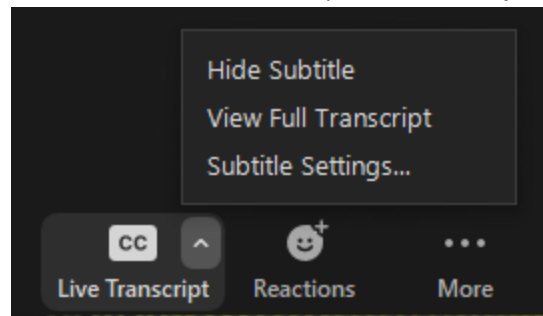 Hide Subtitle
View Full Transcript
Subtitle Settings...
CC
Live Transcript
Reactions
More